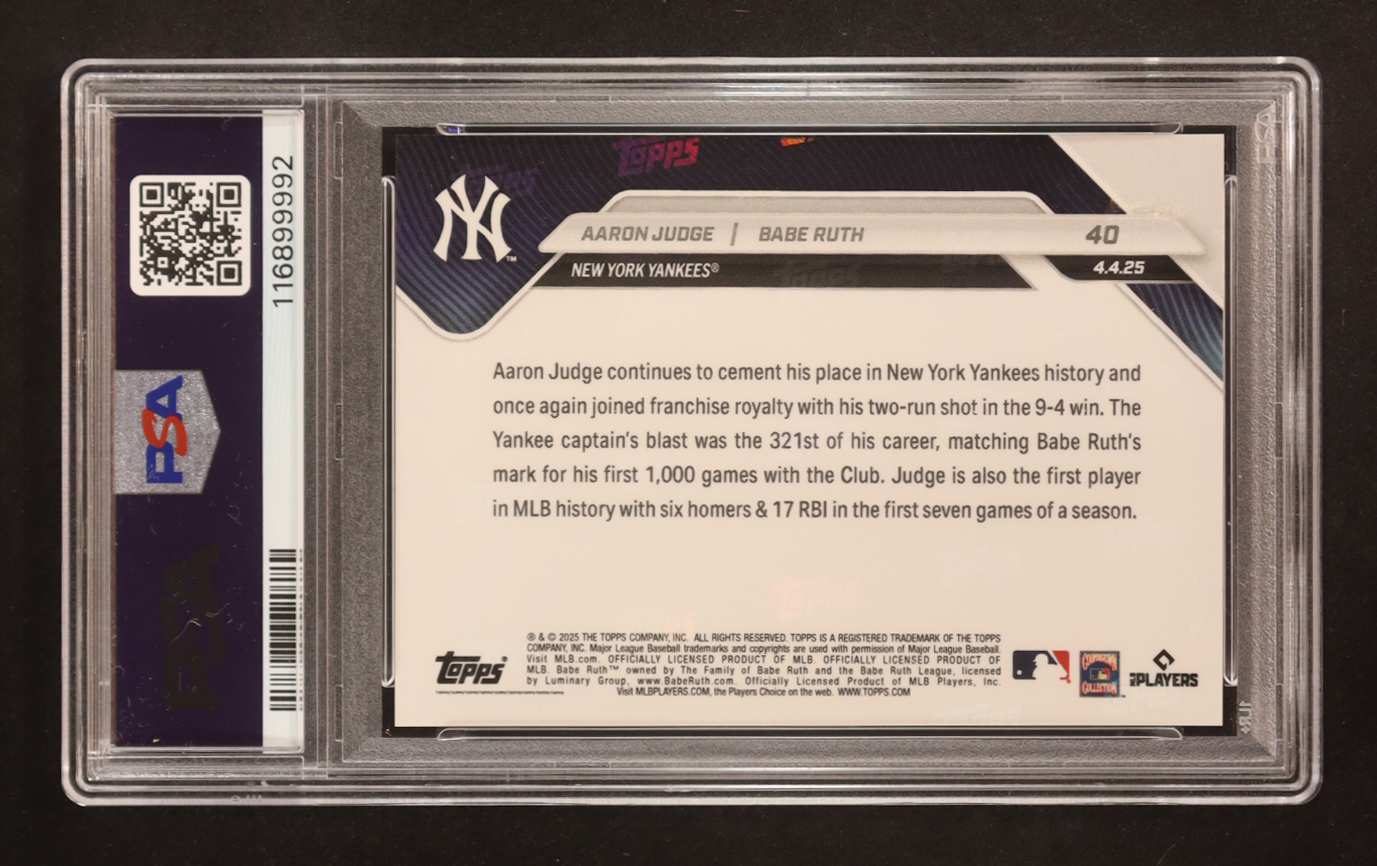 116899992
PSA
PSA
TOPPS
AARON JUDGE | BABE RUTH 40
NEW YORK YANKEES® 4.4.25
Aaron Judge continues to cement his place in New York Yankees history and
once again joined franchise royalty with his two-run shot in the 9-4 win. The
Yankee captain's blast was the 321st of his career, matching Babe Ruth's
mark for his first 1,000 games with the Club. Judge is also the first player
in MLB history with six homers & 17 RBI in the first seven games of a season.
® & © 2025 THE TOPPS COMPANY, INC. ALL RIGHTS RESERVED. TOPPS IS A REGISTERED TRADEMARK OF THE TOPPS
COMPANY, INC. Major League Baseball trademarks and copyrights are used with permission of Major League Baseball.
Visit MLB.com. OFFICIALLY LICENSED PRODUCT OF MLB. OFFICIALLY LICENSED PRODUCT OF
MLB. Babe Ruth™ owned by The Family of Babe Ruth and the Babe Ruth League, licensed
by Luminary Group, www.BabeRuth.com. Officially Licensed Product of MLB Players, Inc.
Visit MLBPLAYERS.COM, the Players Choice on the web. WWW.TOPPS.COM
Topps®
COOPERSTOWN
COLLECTION
PLAYERS